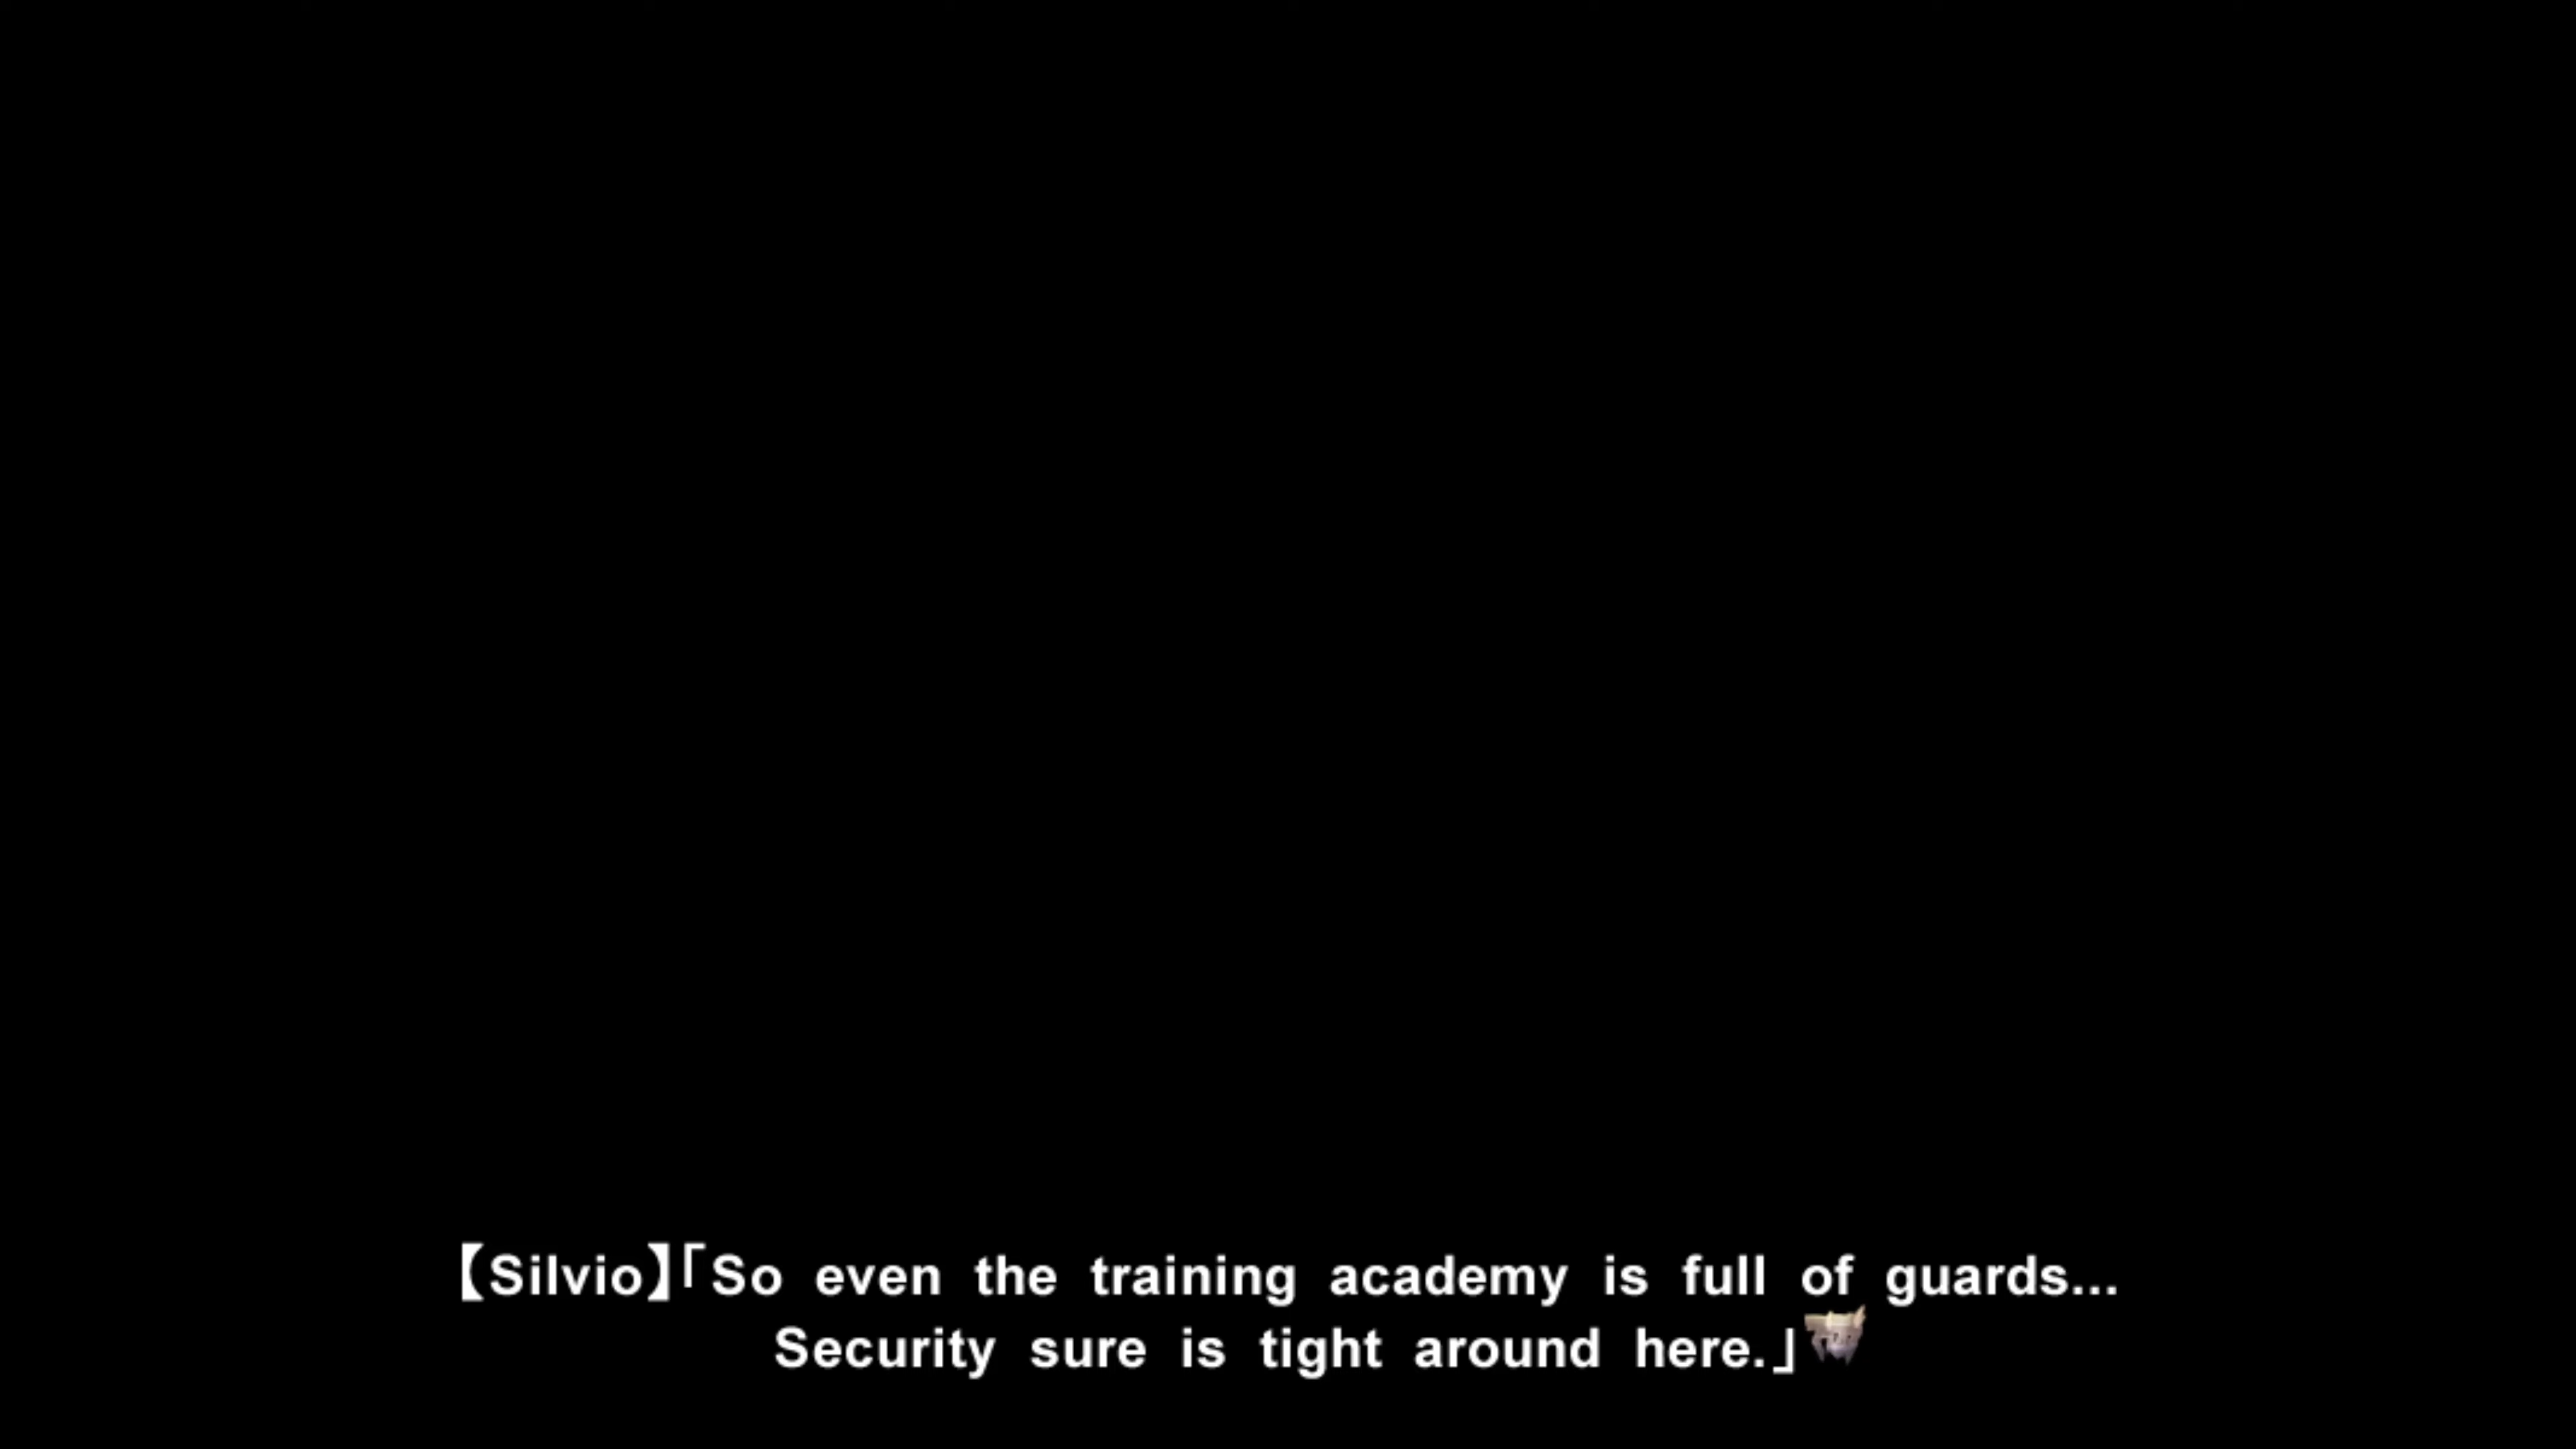 【Silvio】「So even the training academy is full of guards...
Security sure is tight around here.」